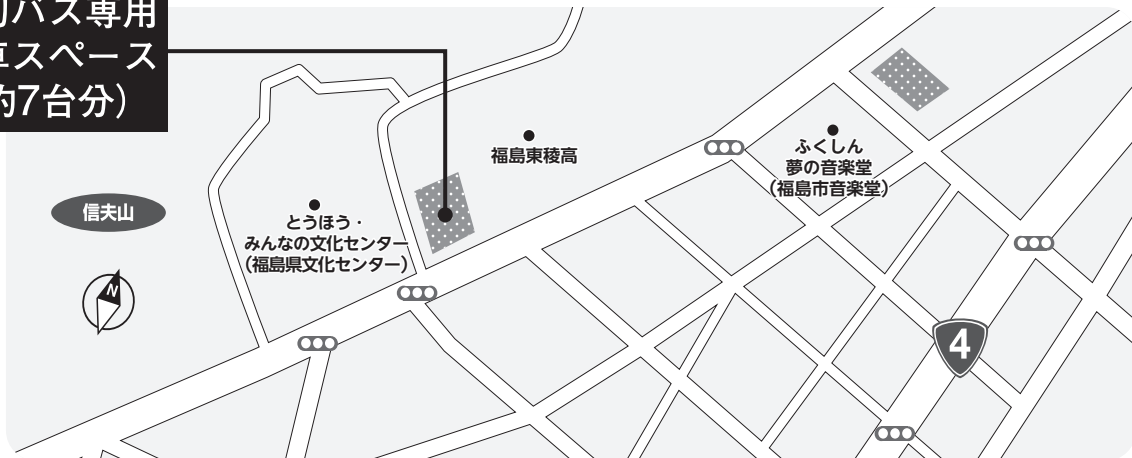 バス専用
スペース
7台分）
福島東稜高
ふくしん
夢の音楽堂
（福島市音楽堂）
信夫山
とうほう・
みんなの文化センター
（福島県文化センター）
N
4